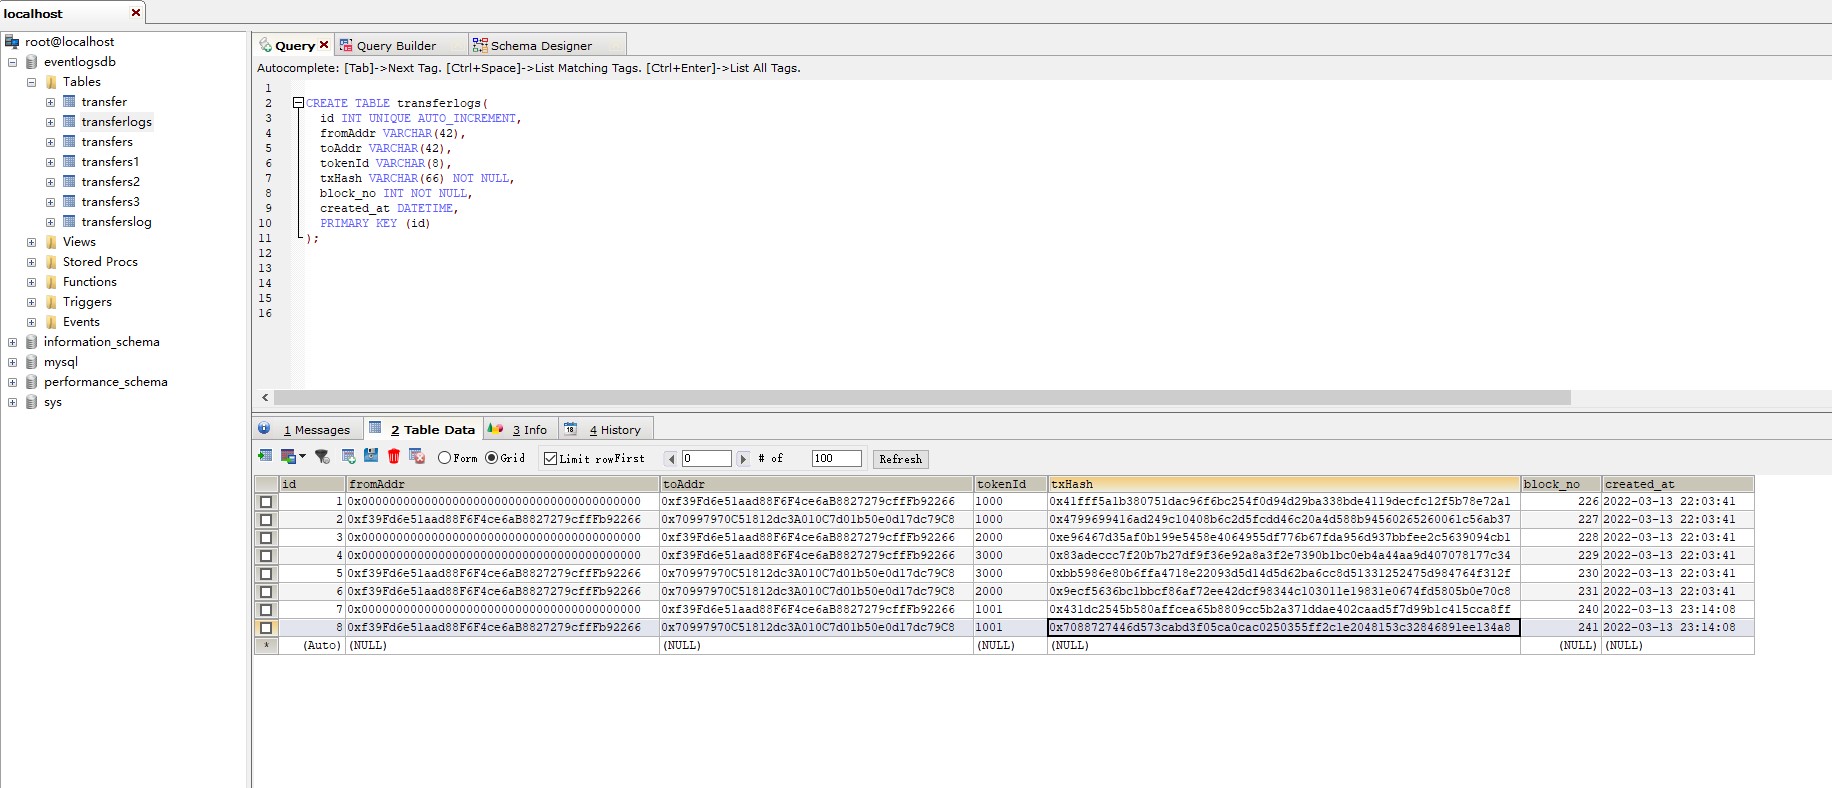 localhost
root@localhost
eventlogsdb
Tables
transfer
transferlogs
transfers
transfers1
transfers2
transfers3
transferslog
Views
Stored Procs
Functions
Triggers
Events
information_schema
mysql
performance_schema
sys
Query Query Builder Schema Designer
Autocomplete: [Tab]->Next Tag. [Ctrl+Space]->List Matching Tags. [Ctrl+Enter]->List All Tags.
1
2 CREATE TABLE transferlogs(
3 id INT UNIQUE AUTO_INCREMENT,
4 fromAddr VARCHAR(42),
5 toAddr VARCHAR(42),
6 tokenId VARCHAR(8),
7 txHash VARCHAR(66) NOT NULL,
8 block_no INT NOT NULL,
9 created_at DATETIME,
10 PRIMARY KEY (id)
11 );
12
13
14
15
16
1 Messages 2 Table Data 3 Info 4 History
Form Grid Limit rowFirst 0 # of 100 Refresh
id fromAddr toAddr tokenId txHash block_no created_at
1 0x0000000000000000000000000000000000000000 0xf39Fd6e51aad88F6F4ce6aB8827279cffFb92266 1000 0x41fff5a1b380751dac96f6bc254f0d94d29ba338bde4119decfc12f5b78e72a1 226 2022-03-13 22:03:41
2 0xf39Fd6e51aad88F6F4ce6aB8827279cffFb92266 0x70997970C51812dc3A010C7d01b50e0d17dc79C8 1000 0x4799699416ad249c10408b6c2d5fcdd46c20a4d588b94560265260061c56ab37 227 2022-03-13 22:03:41
3 0x0000000000000000000000000000000000000000 0xf39Fd6e51aad88F6F4ce6aB8827279cffFb92266 2000 0xe96467d35af0b199e5458e4064955df776b67fda956d937bbfee2c5639094cb1 228 2022-03-13 22:03:41
4 0x0000000000000000000000000000000000000000 0xf39Fd6e51aad88F6F4ce6aB8827279cffFb92266 3000 0x83adeccc7f20b7b27df9f36e92a8a3f2e7390b1bc0eb4a44aa9d407078177c34 229 2022-03-13 22:03:41
5 0xf39Fd6e51aad88F6F4ce6aB8827279cffFb92266 0x70997970C51812dc3A010C7d01b50e0d17dc79C8 3000 0xbb5986e80b6ffa4718e22093d5d14d5d62ba6cc8d51331252475d984764f312f 230 2022-03-13 22:03:41
6 0xf39Fd6e51aad88F6F4ce6aB8827279cffFb92266 0x70997970C51812dc3A010C7d01b50e0d17dc79C8 2000 0x9ecf5636bc1bbcf86af72ee42dcf98344c103011e19831e0674fd5805b0e70c8 231 2022-03-13 22:03:41
7 0x0000000000000000000000000000000000000000 0xf39Fd6e51aad88F6F4ce6aB8827279cffFb92266 1001 0x431dc2545b580affcea65b8809cc5b2a371ddae402caad5f7d99b1c415cca8ff 240 2022-03-13 23:14:08
8 0xf39Fd6e51aad88F6F4ce6aB8827279cffFb92266 0x70997970C51812dc3A010C7d01b50e0d17dc79C8 1001 0x7088727446d573cabd3f05ca0cac0250355ff2c1e2048153c32846891ee134a8 241 2022-03-13 23:14:08
* (Auto) (NULL) (NULL) (NULL) (NULL) (NULL) (NULL)